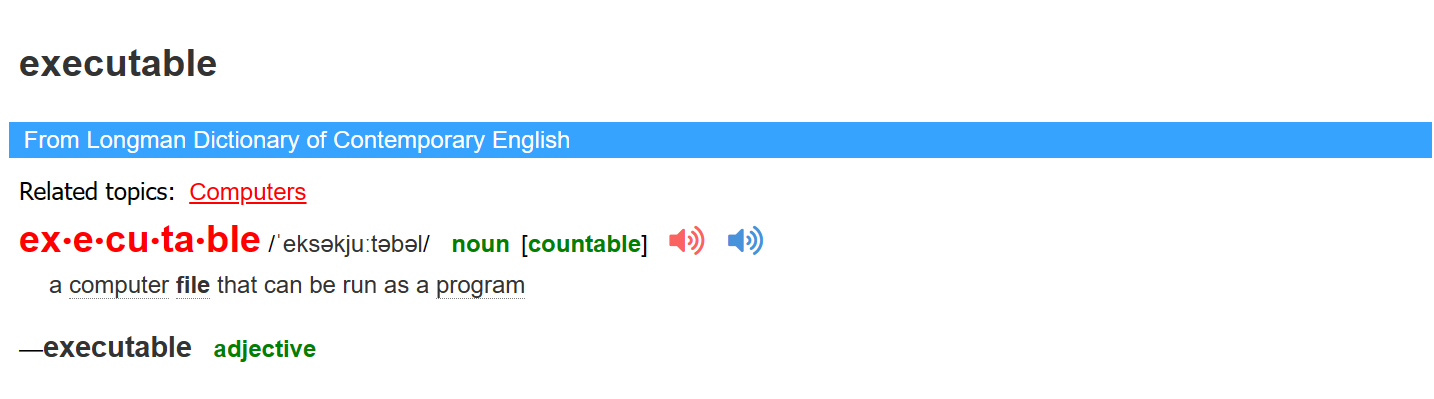 executable
From Longman Dictionary of Contemporary English
Related topics: Computers
ex‧e‧cu‧ta‧ble /ˈeksəkjuːtəbəl/ noun [countable]
a computer file that can be run as a program
—executable adjective